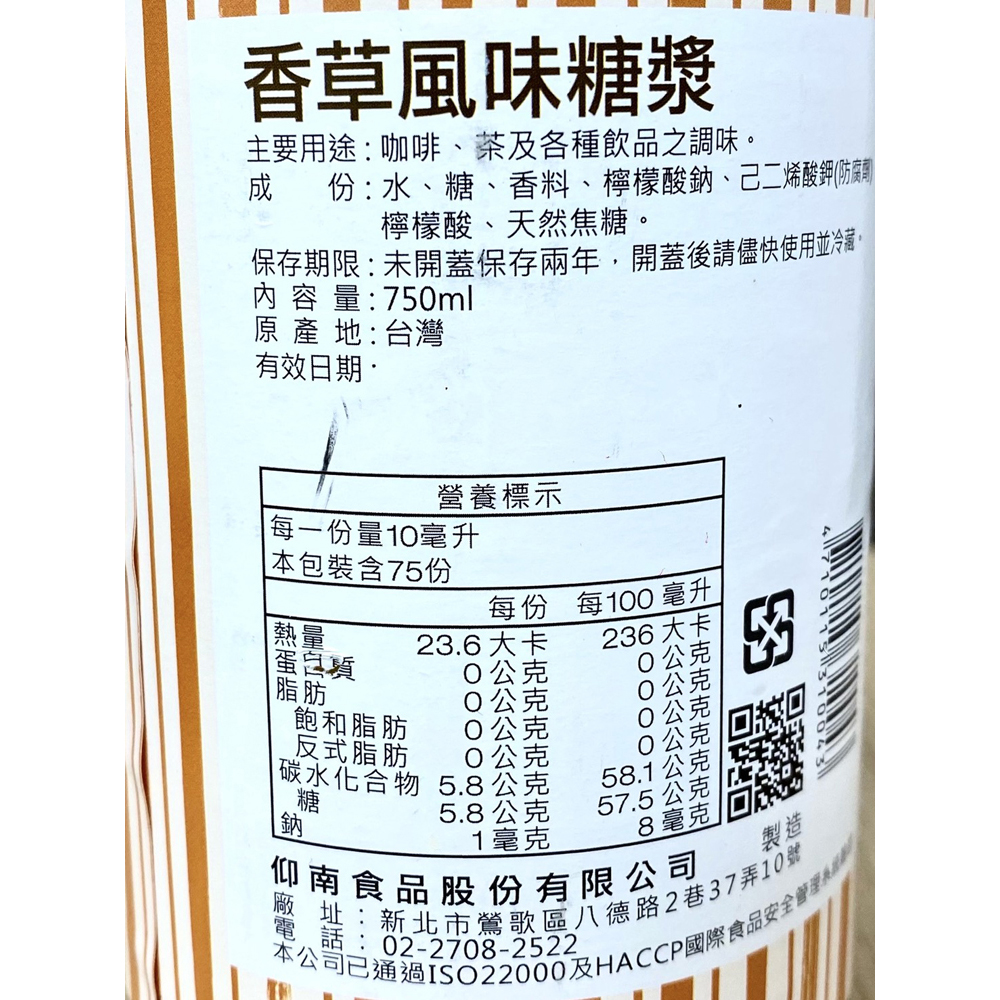 香草風味糖漿
主要用途：咖啡、茶及各種飲品之調味。
成　　份：水、糖、香料、檸檬酸鈉、己二烯酸鉀(防腐劑)
檸檬酸、天然焦糖。
保存期限：未開蓋保存兩年，開蓋後請儘快使用並冷藏。
內 容 量：750ml
原 產 地：台灣
有效日期：
營養標示
每一份量10毫升
本包裝含75份
每份 每100毫升
熱量 23.6大卡 236大卡
蛋白質 0公克 0公克
脂肪 0公克 0公克
飽和脂肪 0公克 0公克
反式脂肪 0公克 0公克
碳水化合物 5.8公克 58.1公克
糖 5.8公克 57.5公克
鈉 1毫克 8毫克
4710115310043
仰南食品股份有限公司 製造
廠　址：新北市鶯歌區八德路2巷37弄10號
電　話：02-2708-2522
本公司已通過ISO22000及HACCP國際食品安全管理系統